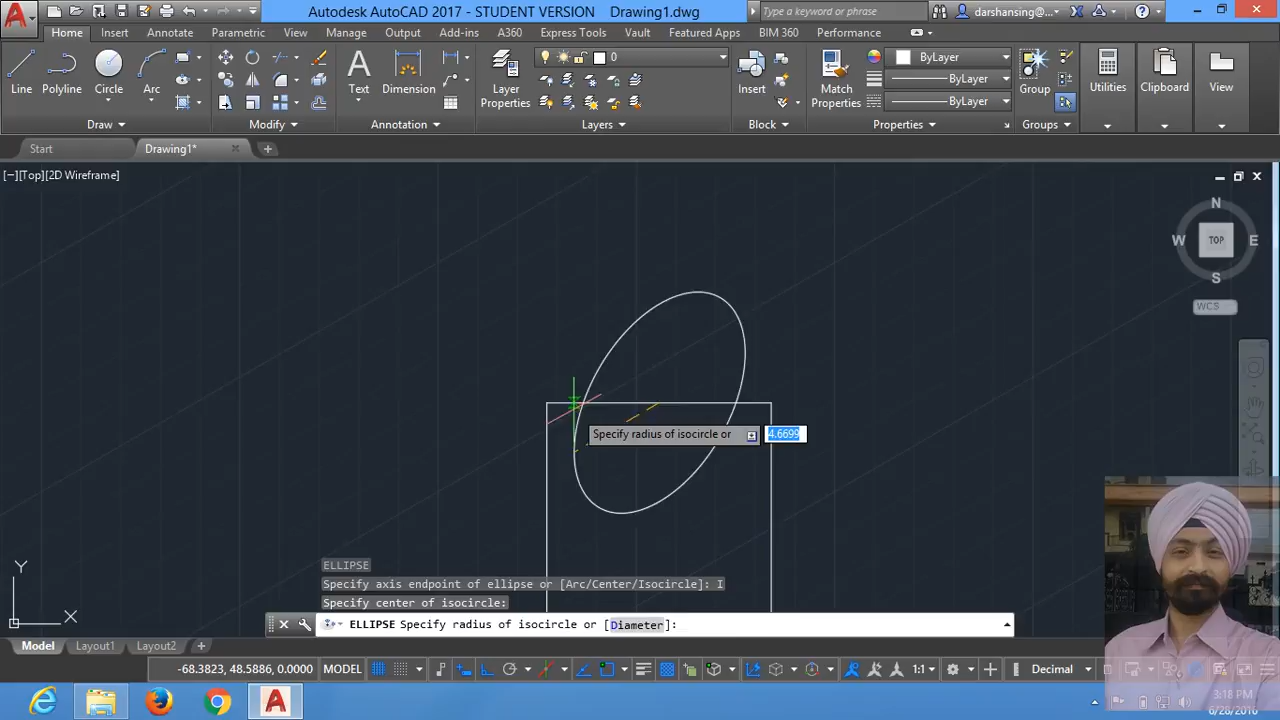 Autodesk AutoCAD 2017 - STUDENT VERSION Drawing1.dwg
Type a keyword or phrase
darshansing@...
Home Insert Annotate Parametric View Manage Output Add-ins A360 Express Tools Vault Featured Apps BIM 360 Performance
Line Polyline Circle Arc
Text Dimension
Layer Properties
0
Insert
Match Properties
ByLayer
ByLayer
ByLayer
Group
Utilities
Clipboard
View
Draw Modify Annotation Layers Block Properties Groups
Start Drawing1*
[−][Top][2D Wireframe]
N
W TOP E
S
WCS
Specify radius of isocircle or 4.6699
ELLIPSE
Specify axis endpoint of ellipse or [Arc/Center/Isocircle]: I
Specify center of isocircle:
ELLIPSE Specify radius of isocircle or [Diameter]:
Y
X
Model Layout1 Layout2
-68.3823, 48.5886, 0.0000 MODEL 1:1 Decimal
3:18 PM
6/28/2016